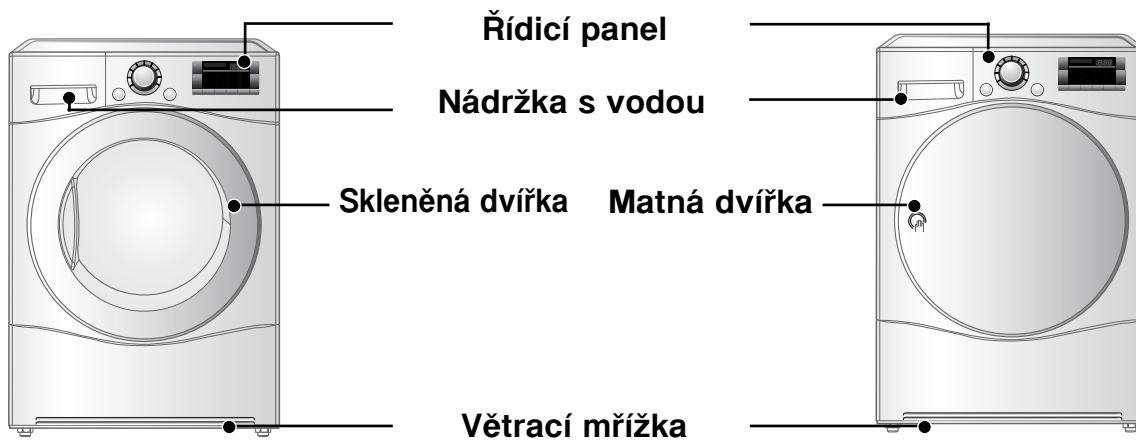 Řídicí panel
Nádržka s vodou
Skleněná dvířka
Matná dvířka
Větrací mřížka